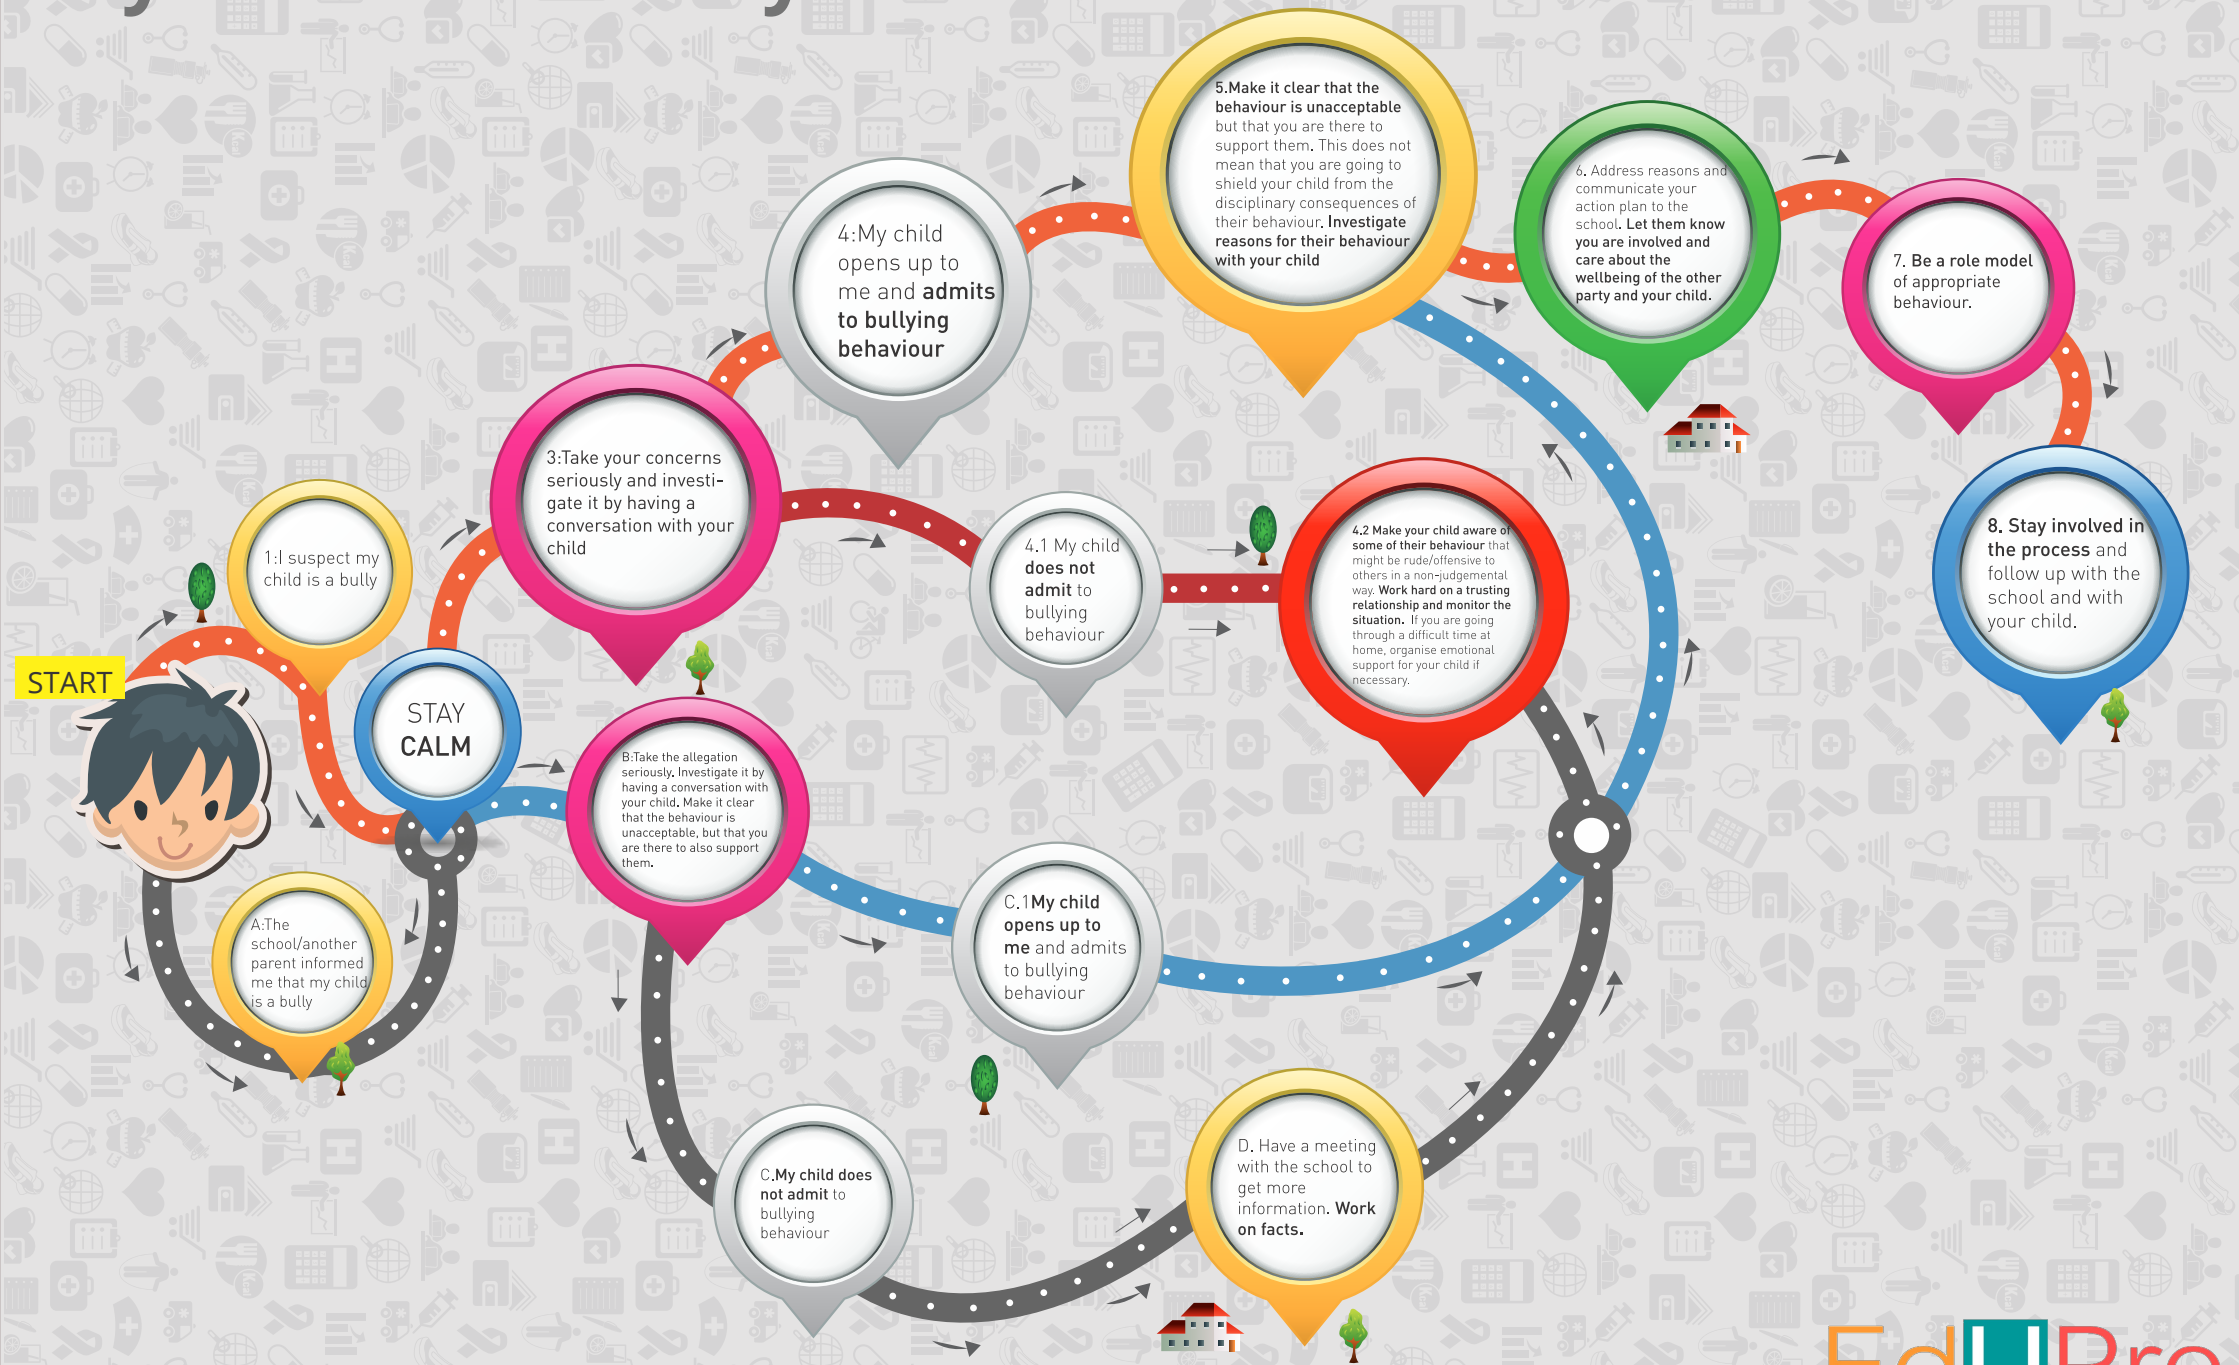 5.Make it clear that the
behaviour is unacceptable
but that you are there to
support them. This does not
mean that you are going to
shield your child from the
disciplinary consequences of
their behaviour. Investigate
reasons for their behaviour
with your child
6. Address reasons and
communicate your
action plan to the
school. Let them know
you are involved and
care about the
wellbeing of the other
party and your child.
7. Be a role model
of appropriate
behaviour.
4:My child
opens up to
me and admits
to bullying
behaviour
3:Take your concerns
seriously and investi-
gate it by having a
conversation with your
child
4.1 My child
does not
admit to
bullying
behaviour
4.2 Make your child aware of
some of their behaviour that
might be rude/offensive to
others in a non-judgemental
way. Work hard on a trusting
relationship and monitor the
situation. If you are going
through a difficult time at
home, organise emotional
support for your child if
necessary.
8. Stay involved in
the process and
follow up with the
school and with
your child.
1:I suspect my
child is a bully
START
STAY
CALM
B:Take the allegation
seriously. Investigate it by
having a conversation with
your child. Make it clear
that the behaviour is
unacceptable, but that you
are there to also support
them.
A:The
school/another
parent informed
me that my child
is a bully
C.1My child
opens up to
me and admits
to bullying
behaviour
C.My child does
not admit to
bullying
behaviour
D. Have a meeting
with the school to
get more
information. Work
on facts.
EdUPro